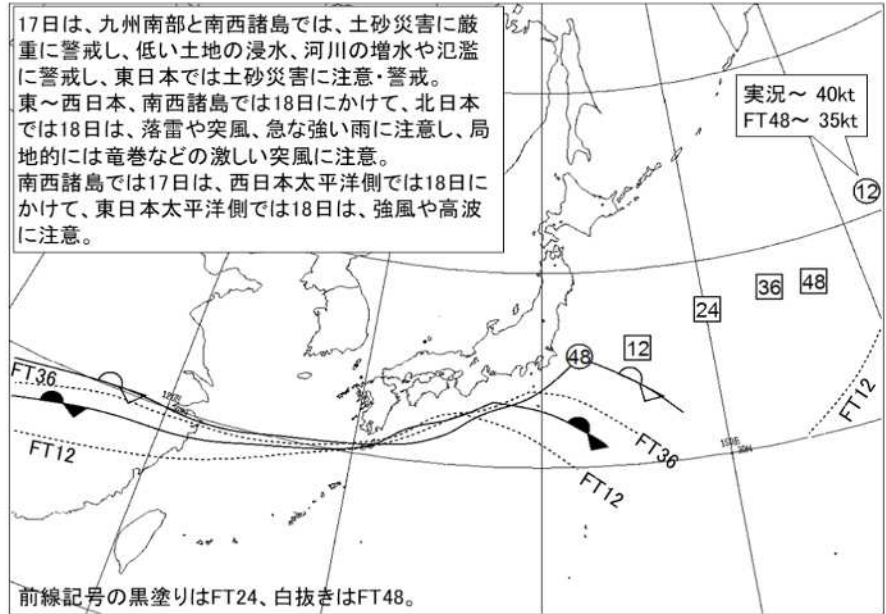 17日は、九州南部と南西諸島では、土砂災害に厳
重に警戒し、低い土地の浸水、河川の増水や氾濫
に警戒し、東日本では土砂災害に注意・警戒。
東～西日本、南西諸島では18日にかけて、北日本
では18日は、落雷や突風、急な強い雨に注意し、局
地的には竜巻などの激しい突風に注意。
南西諸島では17日は、西日本太平洋側では18日に
かけて、東日本太平洋側では18日は、強風や高波
に注意。
実況～ 40kt
FT48～ 35kt
12
36
48
24
48
12
FT36
FT12
FT12
FT36
FT12
150E
30N
前線記号の黒塗りはFT24、白抜きはFT48。